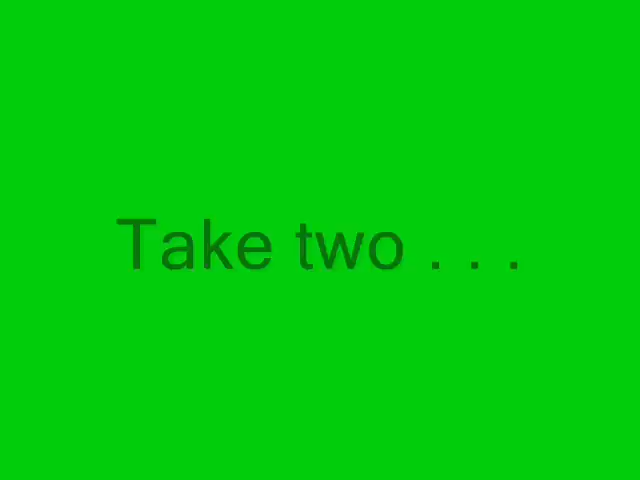 Take two . . .